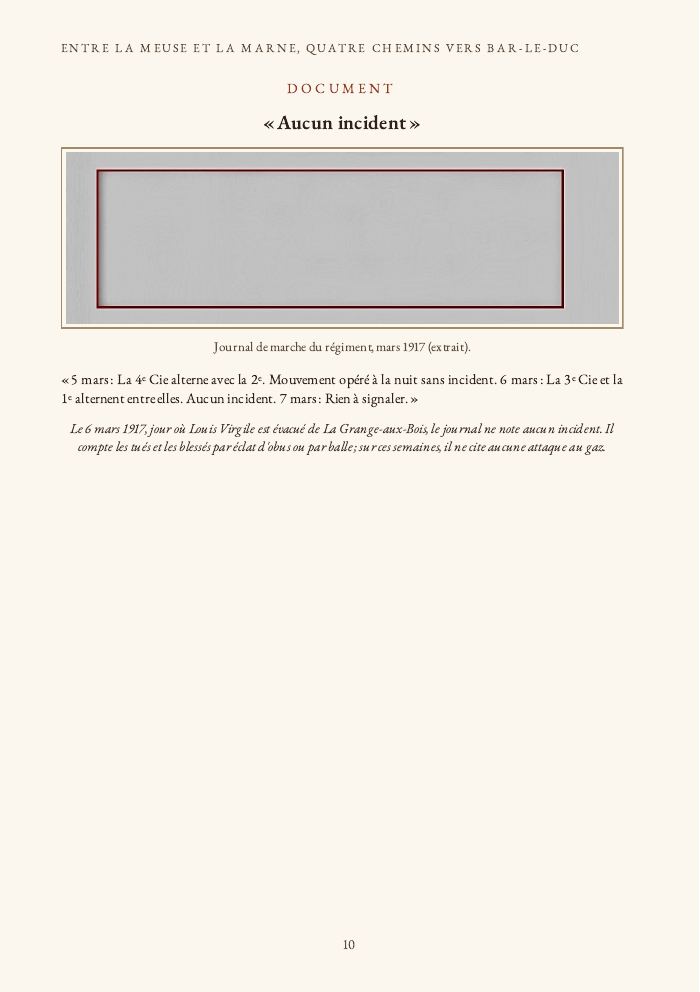 ENTRE LA MEUSE ET LA MARNE, QUATRE CHEMINS VERS BAR-LE-DUC
DOCUMENT
« Aucun incident »
Journal de marche du régiment, mars 1917 (extrait).
« 5 mars : La 4e Cie alterne avec la 2e. Mouvement opéré à la nuit sans incident. 6 mars : La 3e Cie et la
1e alternent entre elles. Aucun incident. 7 mars : Rien à signaler. »
Le 6 mars 1917, jour où Louis Virgile est évacué de La Grange-aux-Bois, le journal ne note aucun incident. Il
compte les tués et les blessés par éclat d'obus ou par balle ; sur ces semaines, il ne cite aucune attaque au gaz.
10